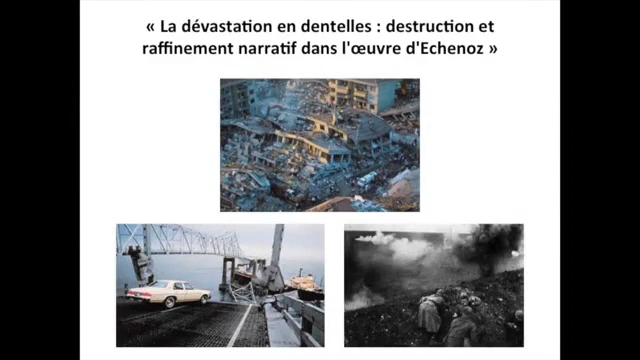 « La dévastation en dentelles : destruction et
raffinement narratif dans l'œuvre d'Echenoz »